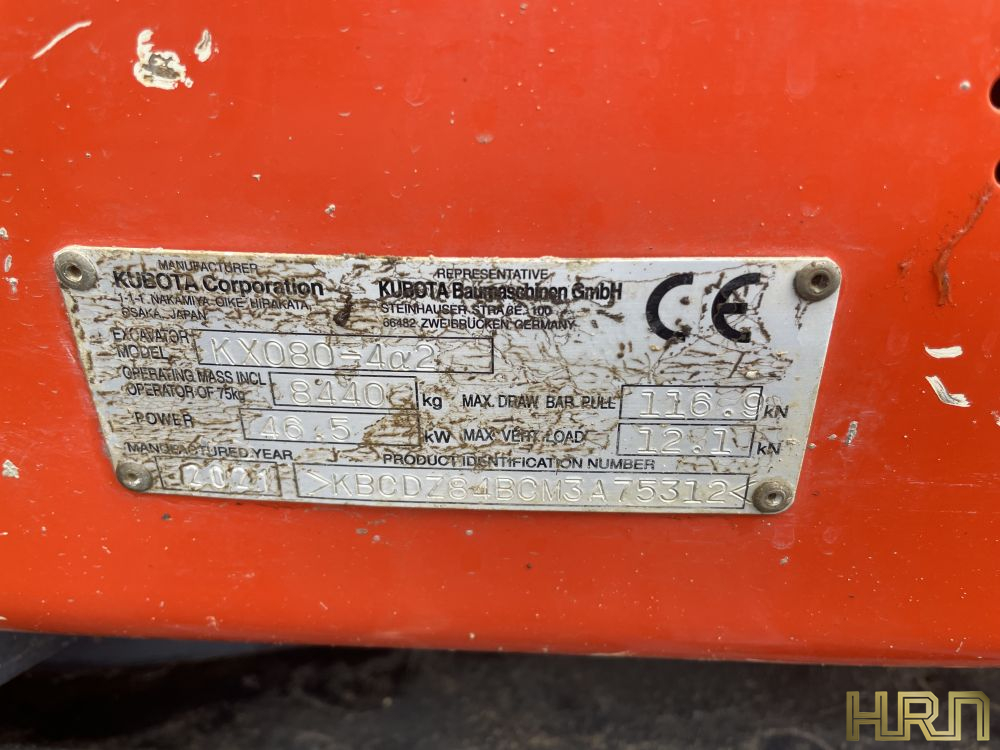 MANUFACTURER
KUBOTA Corporation
1-1-1 NAKAMIYA-OIKE HIRAKATA
OSAKA, JAPAN
REPRESENTATIVE
KUBOTA Baumaschinen GmbH
STEINHAUSER STRAßE 100
66482 ZWEIBRÜCKEN GERMANY
CE
EXCAVATOR MODEL KX080-4α2
OPERATING MASS INCL OPERATOR OF 75kg 8440 kg
MAX. DRAW BAR PULL 116.9 kN
POWER 46.5 kW
MAX VERT. LOAD 12.1 kN
MANUFACTURED YEAR
2021
PRODUCT IDENTIFICATION NUMBER
>KBCDZ84BCM3A75312<
HRN